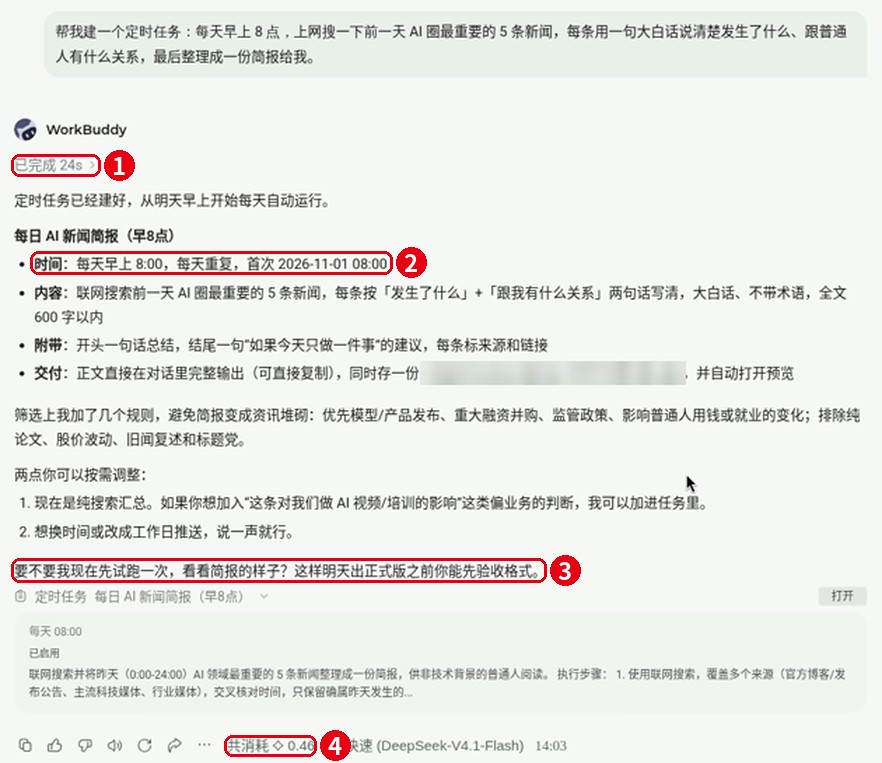 帮我建一个定时任务：每天早上 8 点，上网搜一下前一天 AI 圈最重要的 5 条新闻，每条用一句大白话说清楚发生了什么、跟普通
人有什么关系，最后整理成一份简报给我。
WorkBuddy
已完成 24s > 1
定时任务已经建好，从明天早上开始每天自动运行。
每日 AI 新闻简报（早8点）
• 时间：每天早上 8:00，每天重复，首次 2026-11-01 08:00 2
• 内容：联网搜索前一天 AI 圈最重要的 5 条新闻，每条按「发生了什么」+「跟我有什么关系」两句话写清，大白话、不带术语，全文
600 字以内
• 附带：开头一句话总结，结尾一句"如果今天只做一件事"的建议，每条标来源和链接
• 交付：正文直接在对话里完整输出（可直接复制），同时存一份，并自动打开预览
筛选上我加了几个规则，避免简报变成资讯堆砌：优先模型/产品发布、重大融资并购、监管政策、影响普通人用钱或就业的变化；排除纯
论文、股价波动、旧闻复述和标题党。
两点你可以按需调整：
1. 现在是纯搜索汇总。如果你想加入"这条对我们做 AI 视频/培训的影响"这类偏业务的判断，我可以加进任务里。
2. 想换时间或改成工作日推送，说一声就行。
要不要我现在先试跑一次，看看简报的样子？这样明天出正式版之前你能先验收格式。 3
定时任务 每日 AI 新闻简报（早8点） 打开
每天 08:00
已启用
联网搜索并将昨天（0:00-24:00）AI 领域最重要的 5 条新闻整理成一份简报，供非技术背景的普通人阅读。 执行步骤： 1. 使用联网搜索，覆盖多个来源（官方博客/发
布公告、主流科技媒体、行业媒体），交叉核对时间，只保留确属昨天发生的...
共消耗 0.46 4 快速 (DeepSeek-V4.1-Flash) 14:03